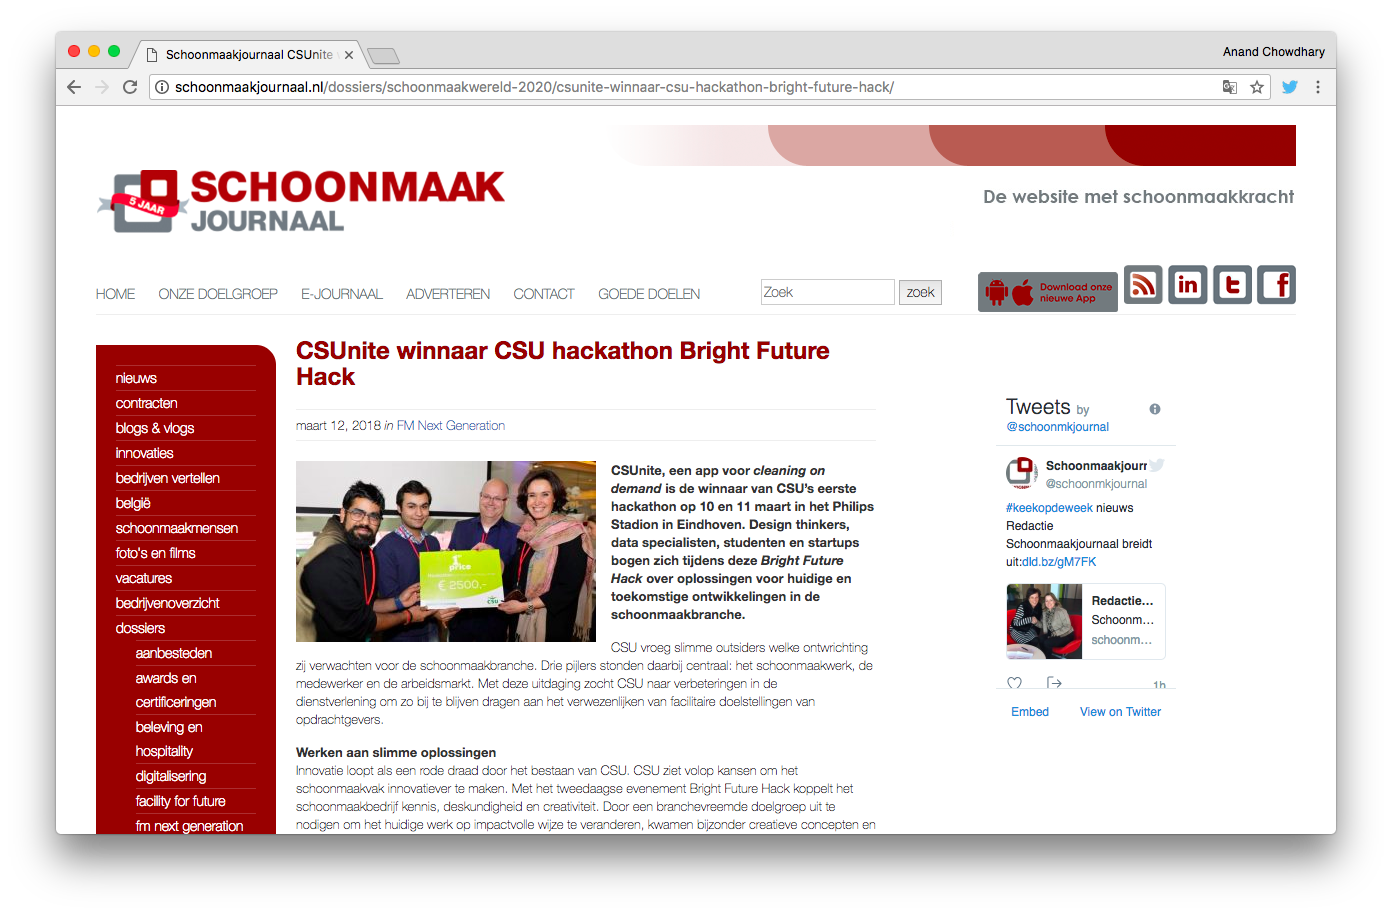 Schoonmaakjournaal CSUnite
Anand Chowdhary
schoonmaakjournaal.nl/dossiers/schoonmaakwereld-2020/csunite-winnaar-csu-hackathon-bright-future-hack/
5 JAAR
SCHOONMAAK
JOURNAAL
De website met schoonmaakkracht
HOME ONZE DOELGROEP E-JOURNAAL ADVERTEREN CONTACT GOEDE DOELEN
Zoek zoek
Download onze
nieuwe App
in t f
nieuws
contracten
blogs & vlogs
innovaties
bedrijven vertellen
belgië
schoonmaakmensen
foto's en films
vacatures
bedrijvenoverzicht
dossiers
aanbesteden
awards en
certificeringen
beleving en
hospitality
digitalisering
facility for future
fm next generation
CSUnite winnaar CSU hackathon Bright Future
Hack
maart 12, 2018 in FM Next Generation
price
€ 2500,-
CSU
CSUnite, een app voor cleaning on
demand is de winnaar van CSU's eerste
hackathon op 10 en 11 maart in het Philips
Stadion in Eindhoven. Design thinkers,
data specialisten, studenten en startups
bogen zich tijdens deze Bright Future
Hack over oplossingen voor huidige en
toekomstige ontwikkelingen in de
schoonmaakbranche.
CSU vroeg slimme outsiders welke ontwrichting
zij verwachten voor de schoonmaakbranche. Drie pijlers stonden daarbij centraal: het schoonmaakwerk, de
medewerker en de arbeidsmarkt. Met deze uitdaging zocht CSU naar verbeteringen in de
dienstverlening om zo bij te blijven dragen aan het verwezenlijken van facilitaire doelstellingen van
opdrachtgevers.
Werken aan slimme oplossingen
Innovatie loopt als een rode draad door het bestaan van CSU. CSU ziet volop kansen om het
schoonmaakvak innovatiever te maken. Met het tweedaagse evenement Bright Future Hack koppelt het
schoonmaakbedrijf kennis, deskundigheid en creativiteit. Door een branchevreemde doelgroep uit te
nodigen om het huidige werk op impactvolle wijze te veranderen, kwamen bijzonder creatieve concepten en
Tweets by
@schoonmkjournal
Schoonmaakjourr
@schoonmkjournal
#keekopdeweek nieuws
Redactie
Schoonmaakjournaal breidt
uit:dld.bz/gM7FK
Redactie...
Schoonm...
schoonm...
1h
Embed View on Twitter